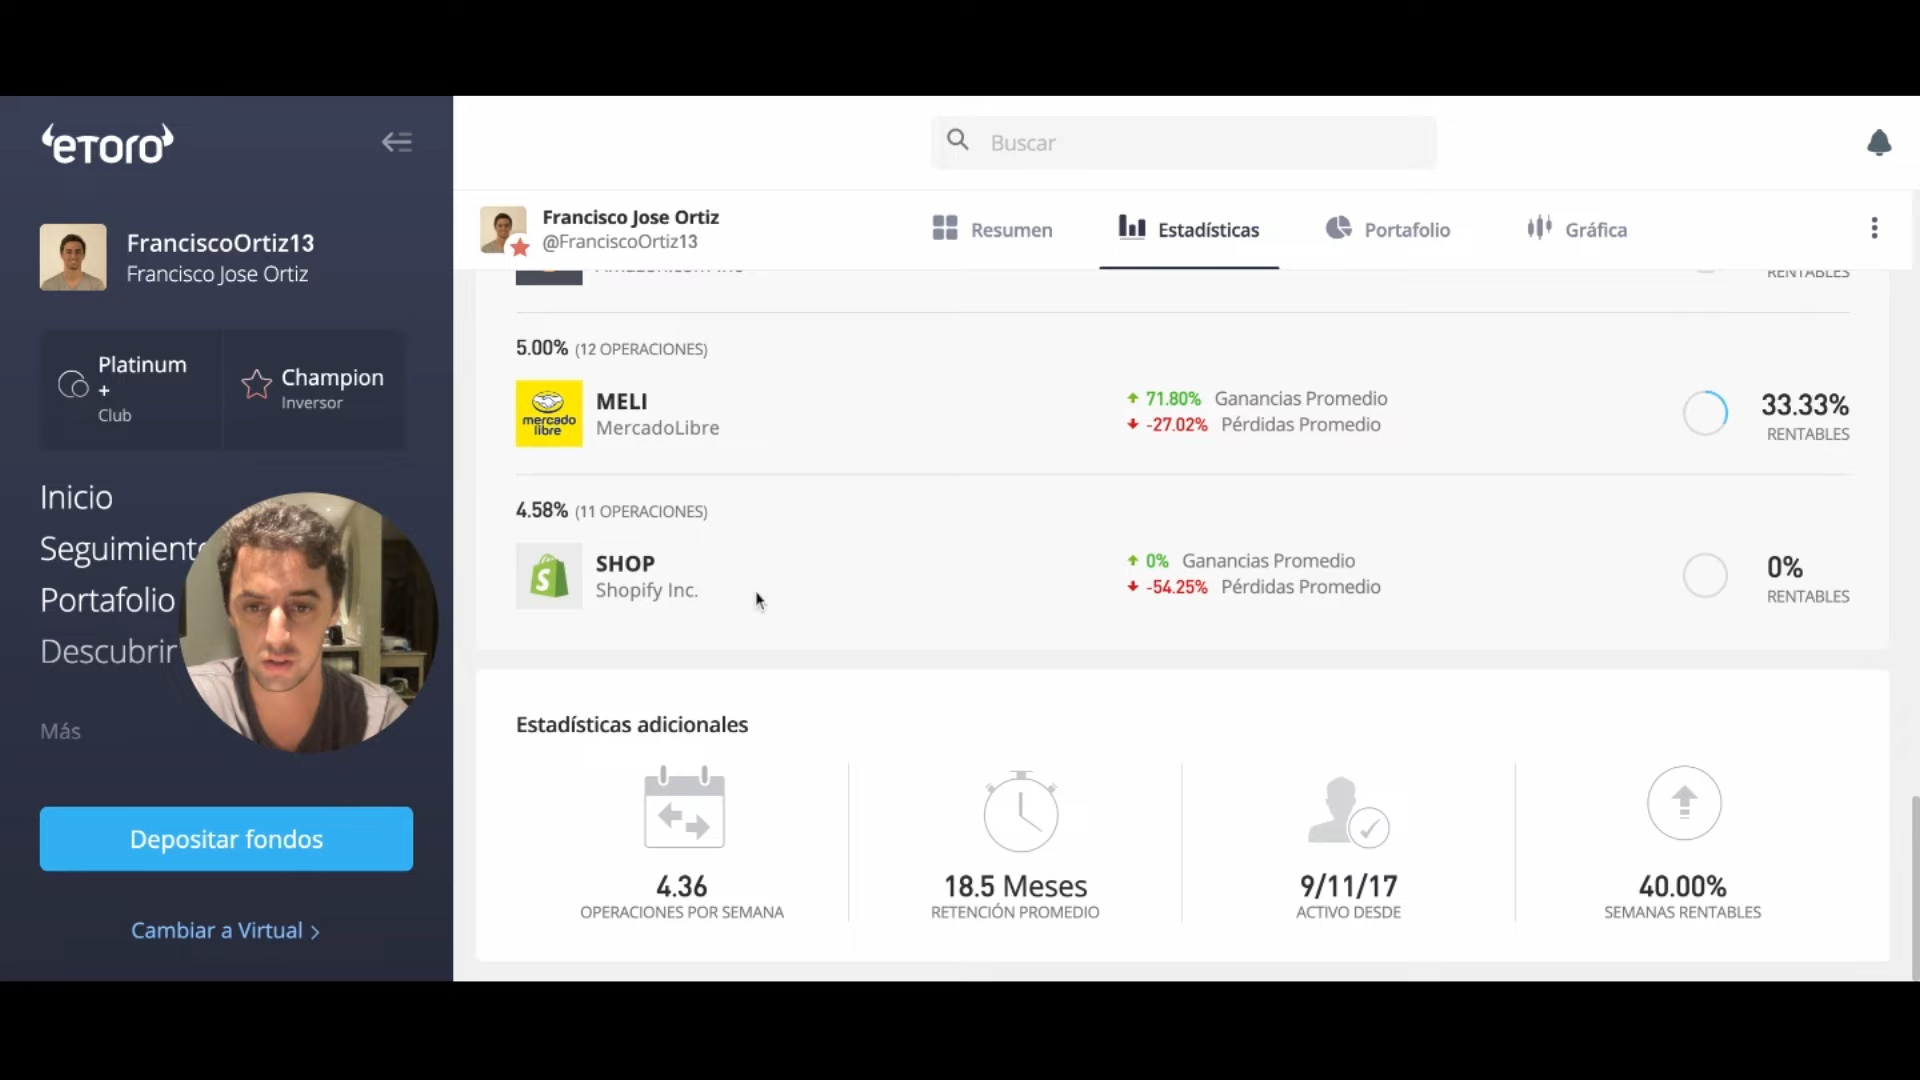 eToro
Buscar
FranciscoOrtiz13
Francisco Jose Ortiz
Platinum
+
Club
Champion
Inversor
Inicio
Seguimiento
Portafolio
Descubrir
Más
Depositar fondos
Cambiar a Virtual >
Francisco Jose Ortiz
@FranciscoOrtiz13
Resumen
Estadísticas
Portafolio
Gráfica
RENTABLES
5.00% (12 OPERACIONES)
mercado
libre
MELI
MercadoLibre
71.80% Ganancias Promedio
-27.02% Pérdidas Promedio
33.33%
RENTABLES
4.58% (11 OPERACIONES)
SHOP
Shopify Inc.
0% Ganancias Promedio
-54.25% Pérdidas Promedio
0%
RENTABLES
Estadísticas adicionales
4.36
OPERACIONES POR SEMANA
18.5 Meses
RETENCIÓN PROMEDIO
9/11/17
ACTIVO DESDE
40.00%
SEMANAS RENTABLES